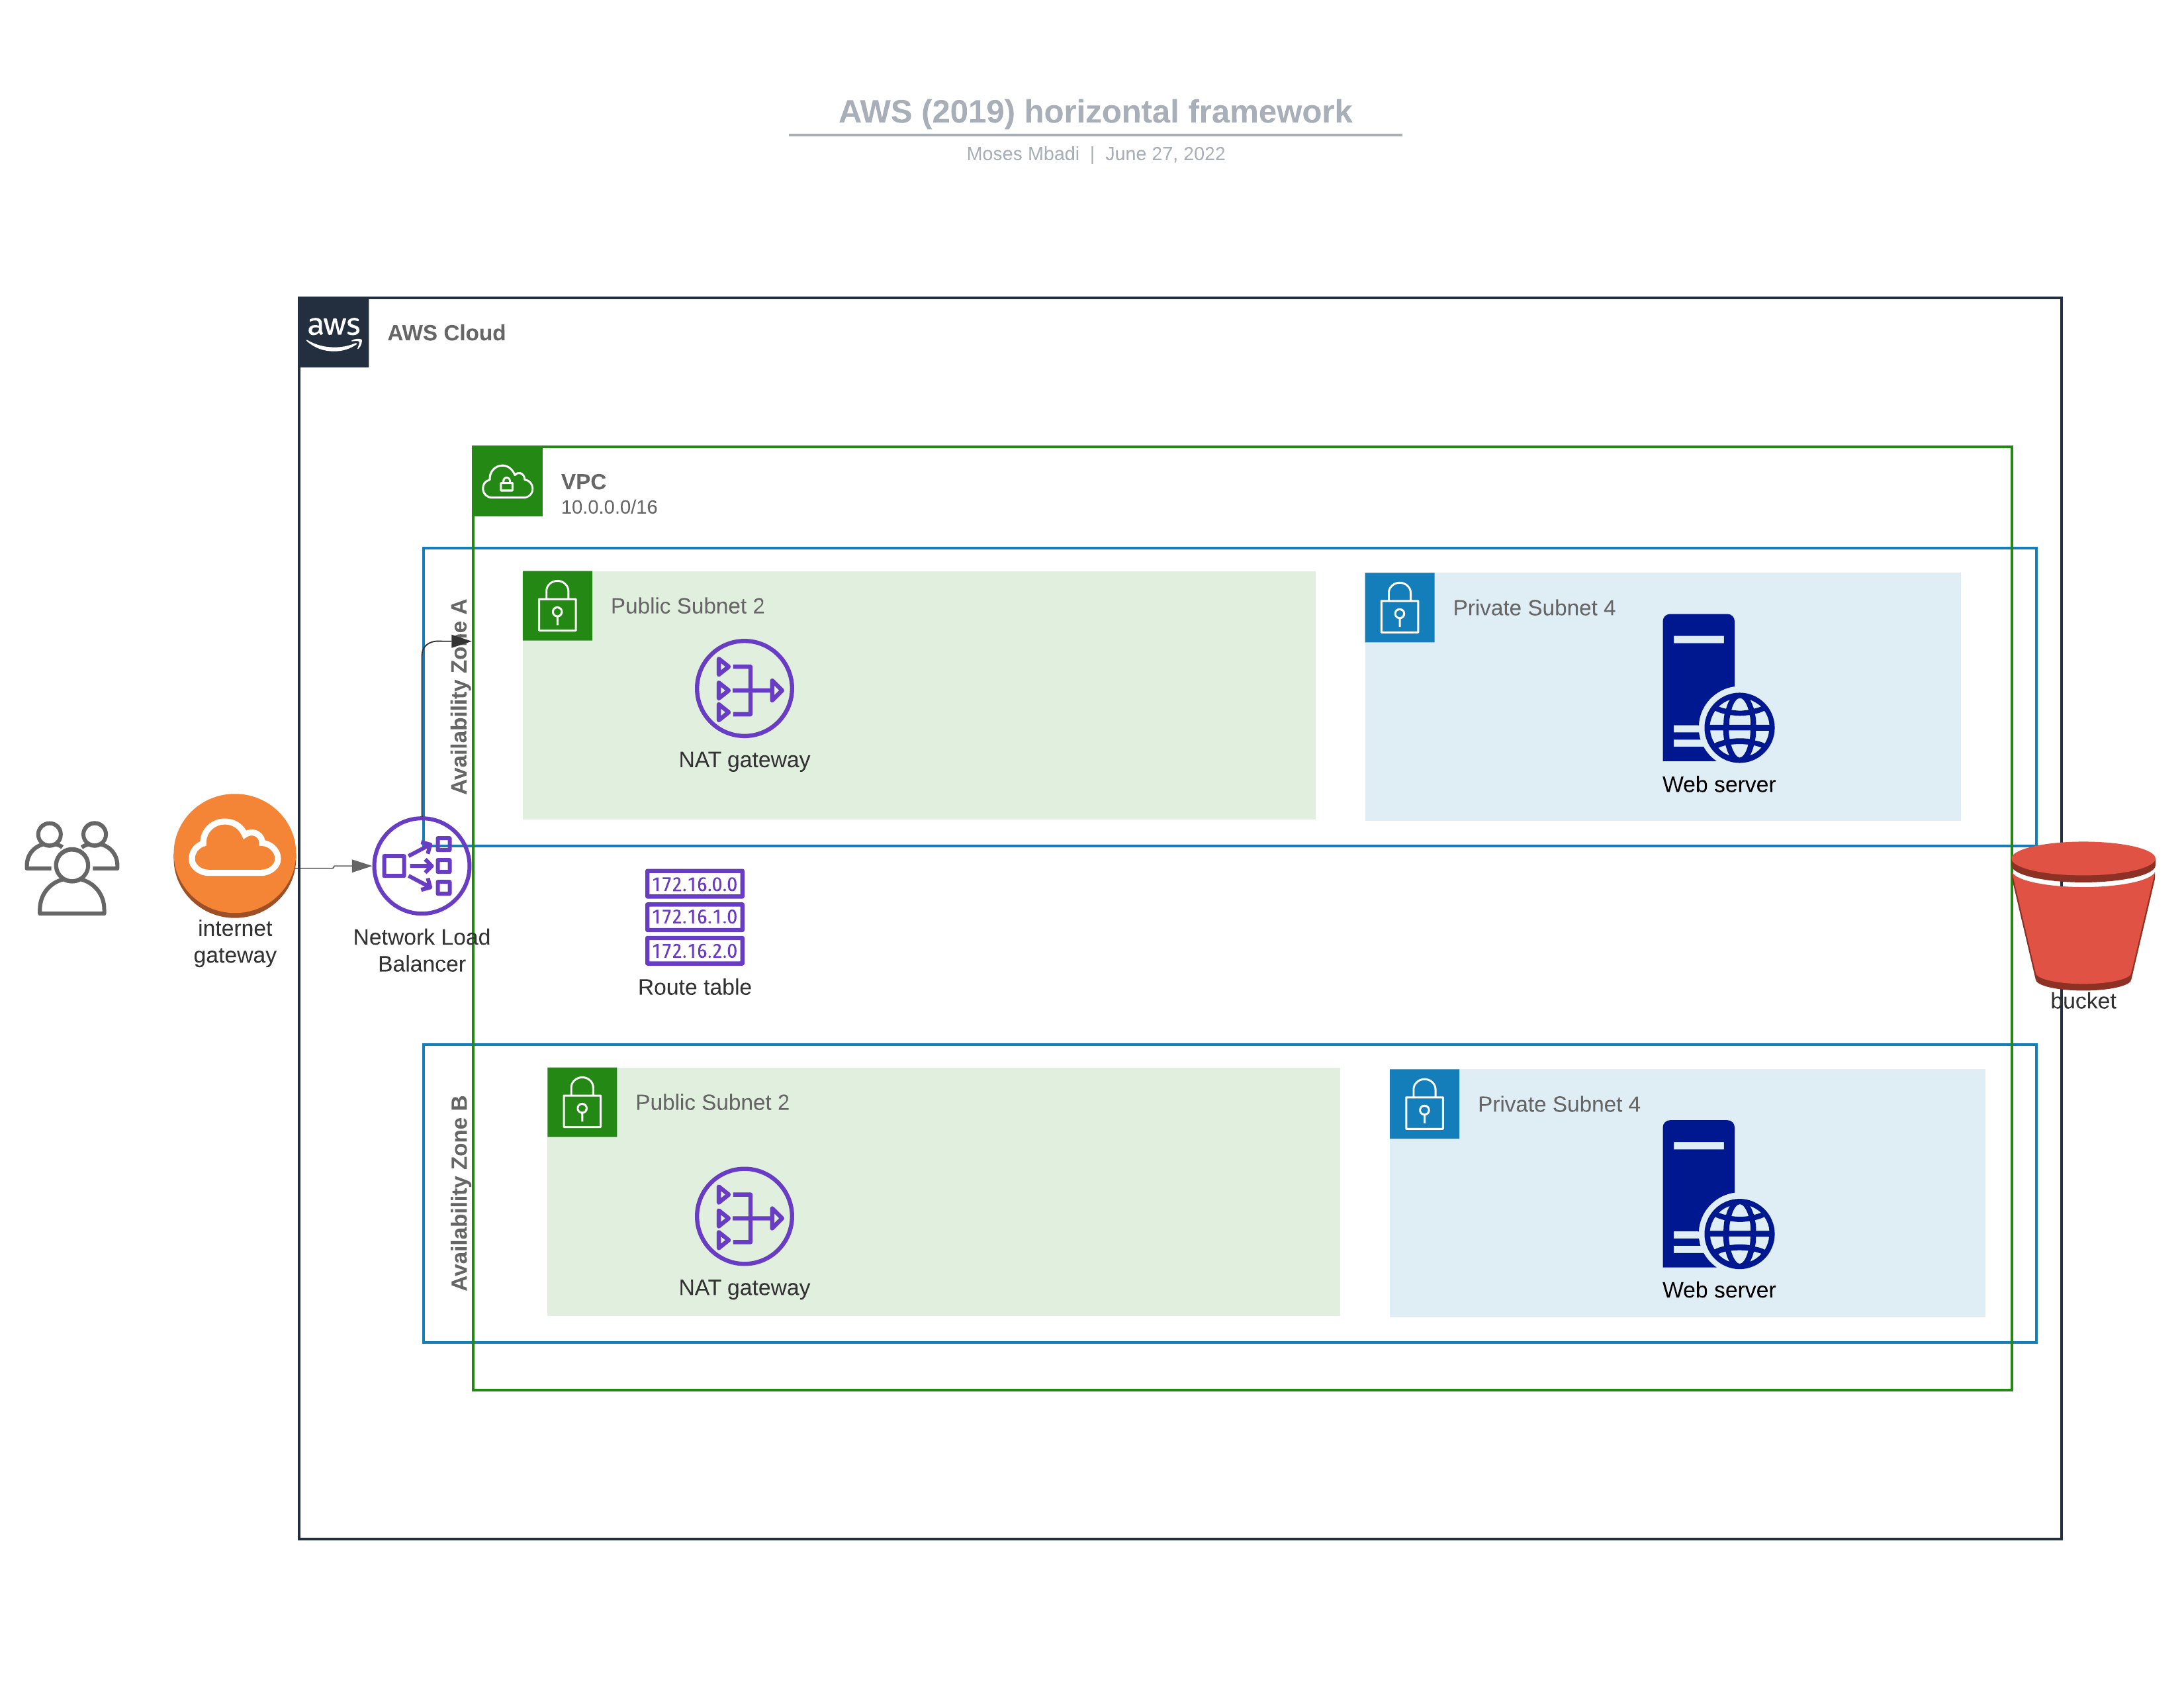 AWS (2019) horizontal framework
Moses Mbadi | June 27, 2022
aws
AWS Cloud
VPC
10.0.0.0/16
Availability Zone A
Public Subnet 2
NAT gateway
Private Subnet 4
Web server
internet
gateway
Network Load
Balancer
172.16.0.0
172.16.1.0
172.16.2.0
Route table
bucket
Availability Zone B
Public Subnet 2
NAT gateway
Private Subnet 4
Web server